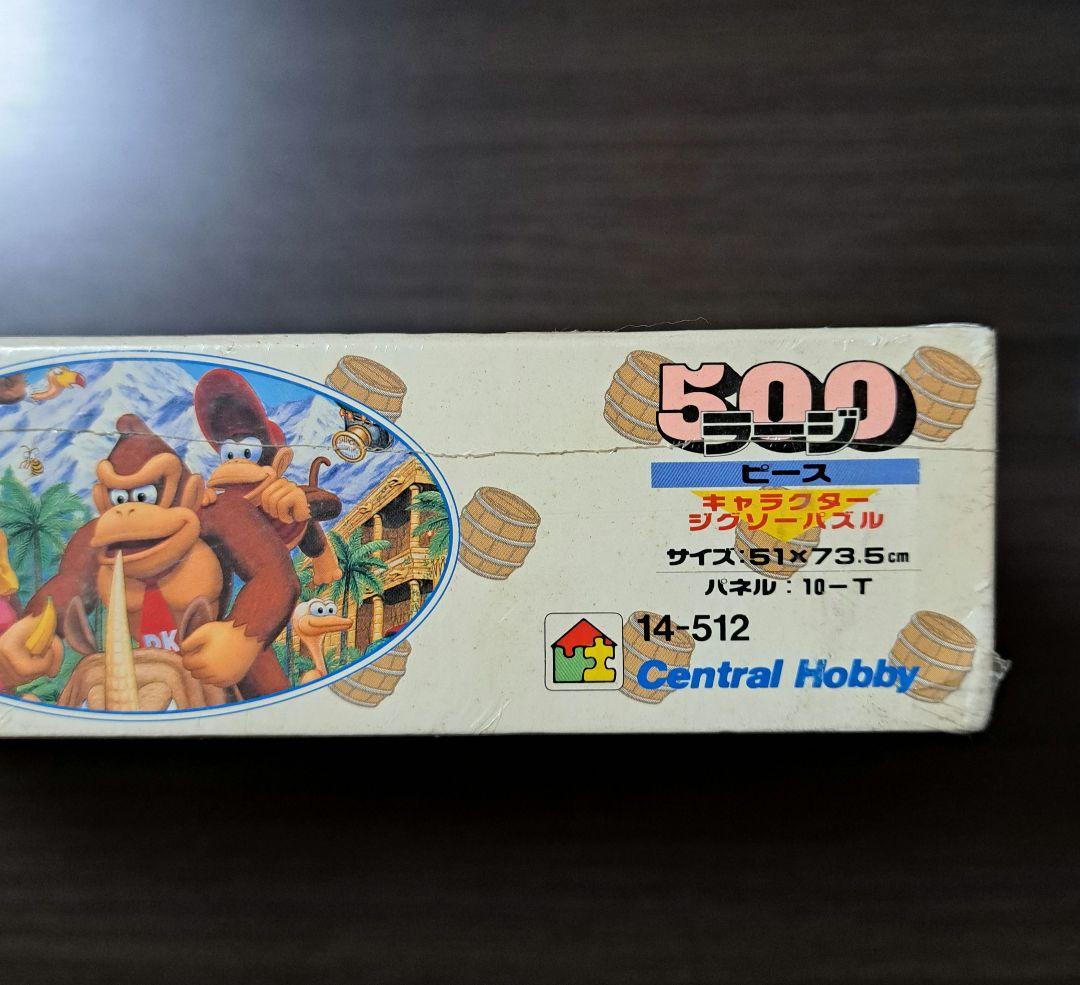 500
ラージ
ピース
キャラクター
ジグソーパズル
サイズ:51×73.5cm
パネル:10-T
14-512
Central Hobby
DK